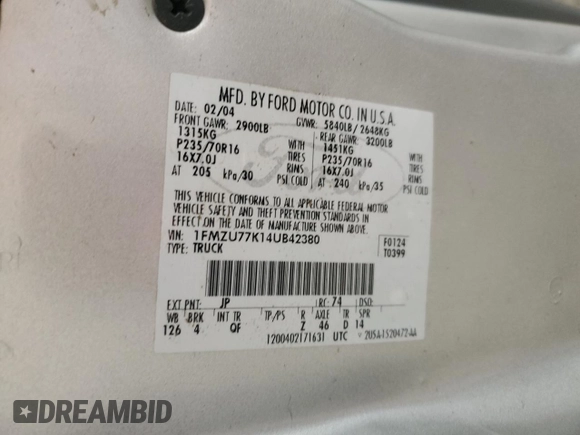 MFD. BY FORD MOTOR CO. IN U.S.A.
DATE: 02/04 GVWR: 5840LB/2648KG
FRONT GAWR: 2900LB REAR GAWR: 3200LB
1315KG WITH 1451KG WITH
P235/70R16 TIRES P235/70R16 TIRES
16X7.0J RIMS 16X7.0J RIMS
AT 205 kPa/30 PSI COLD AT 240 kPa/35 PSI COLD
THIS VEHICLE CONFORMS TO ALL APPLICABLE FEDERAL MOTOR
VEHICLE SAFETY AND THEFT PREVENTION STANDARDS IN
EFFECT ON THE DATE OF MANUFACTURE SHOWN ABOVE.
VIN: 1FMZU77K14UB42380 F0124
TYPE: TRUCK T0399
EXT PNT: JP RC: 74 DSO:
WB BRK INT TR TP/PS R AXLE TR SPR
126 4 QF Z 46 D 14
120040217 1631 UTC
Ford
DREAMBID